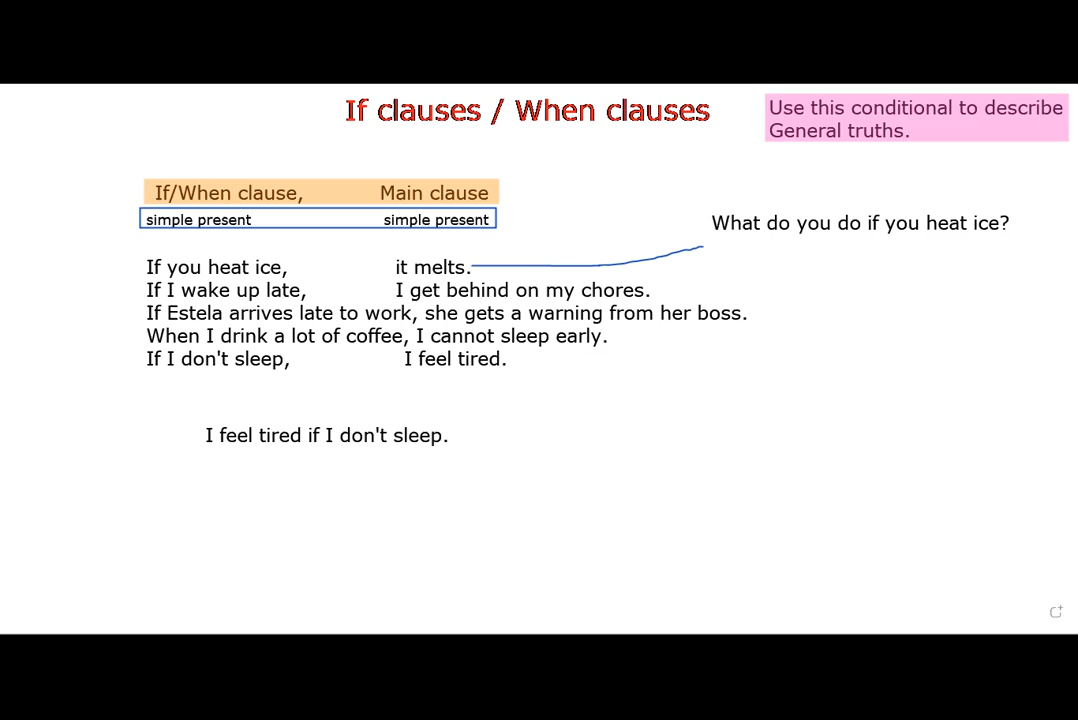 If clauses / When clauses
Use this conditional to describe
General truths.
If/When clause, Main clause
simple present simple present
What do you do if you heat ice?
If you heat ice, it melts.
If I wake up late, I get behind on my chores.
If Estela arrives late to work, she gets a warning from her boss.
When I drink a lot of coffee, I cannot sleep early.
If I don't sleep, I feel tired.
I feel tired if I don't sleep.